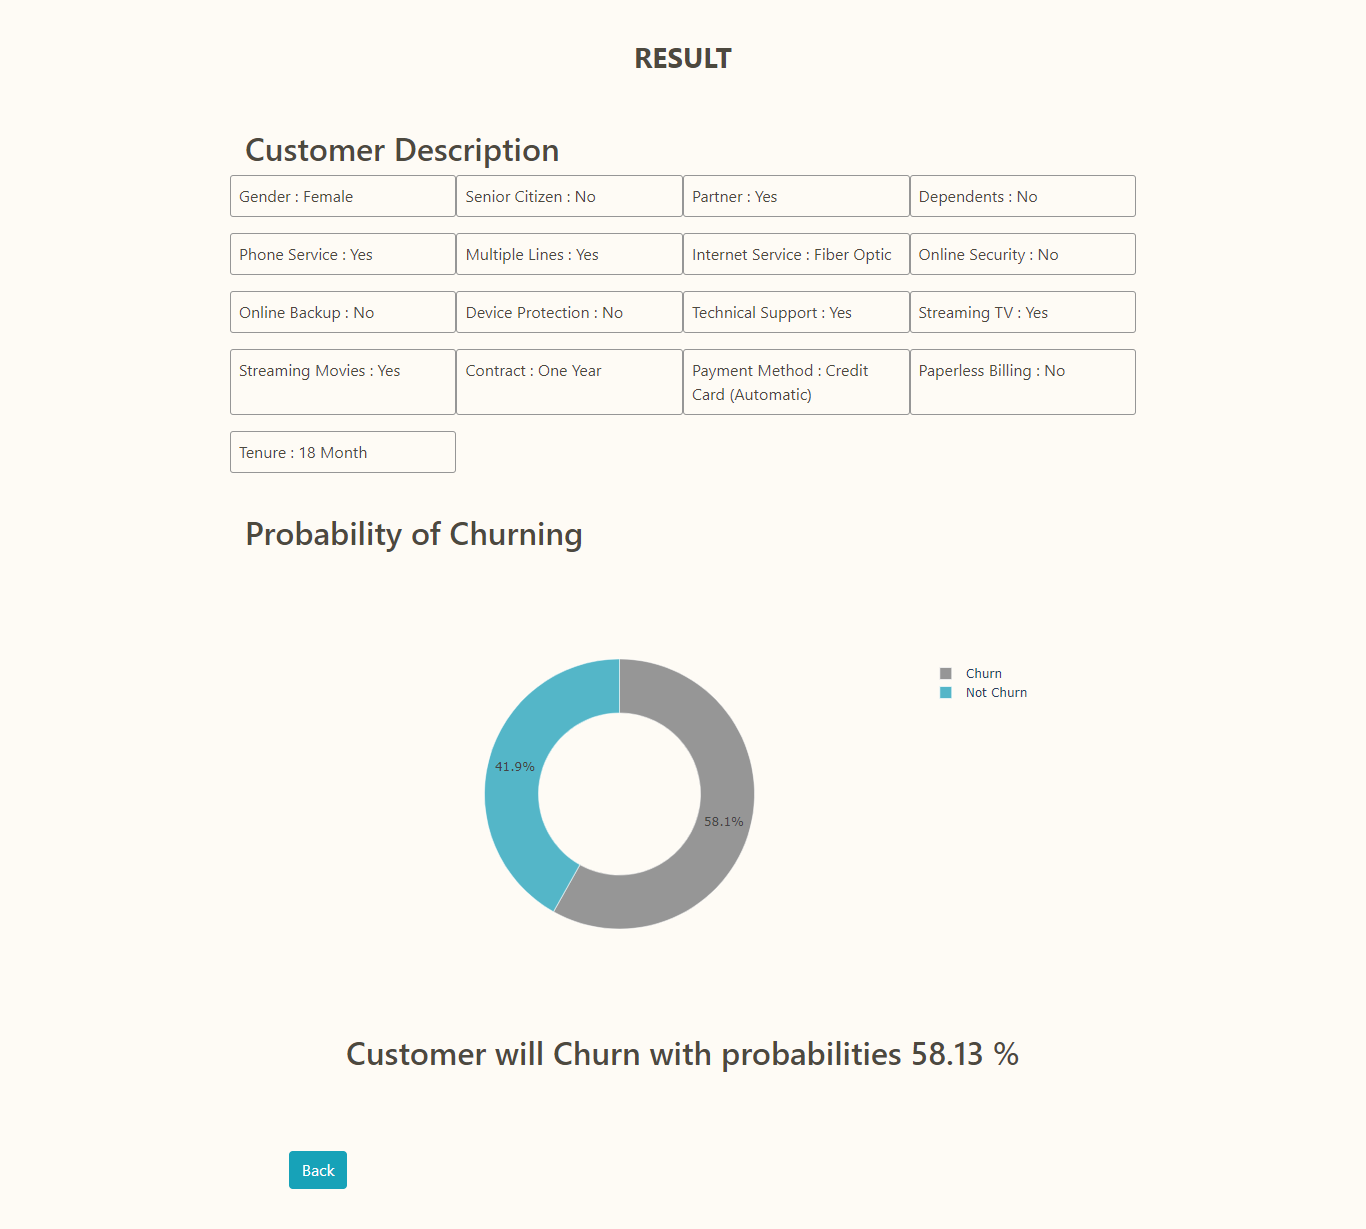 RESULT
Customer Description
Gender : Female
Senior Citizen : No
Partner : Yes
Dependents : No
Phone Service : Yes
Multiple Lines : Yes
Internet Service : Fiber Optic
Online Security : No
Online Backup : No
Device Protection : No
Technical Support : Yes
Streaming TV : Yes
Streaming Movies : Yes
Contract : One Year
Payment Method : Credit
Card (Automatic)
Paperless Billing : No
Tenure : 18 Month
Probability of Churning
Churn
Not Churn
41.9%
58.1%
Customer will Churn with probabilities 58.13 %
Back